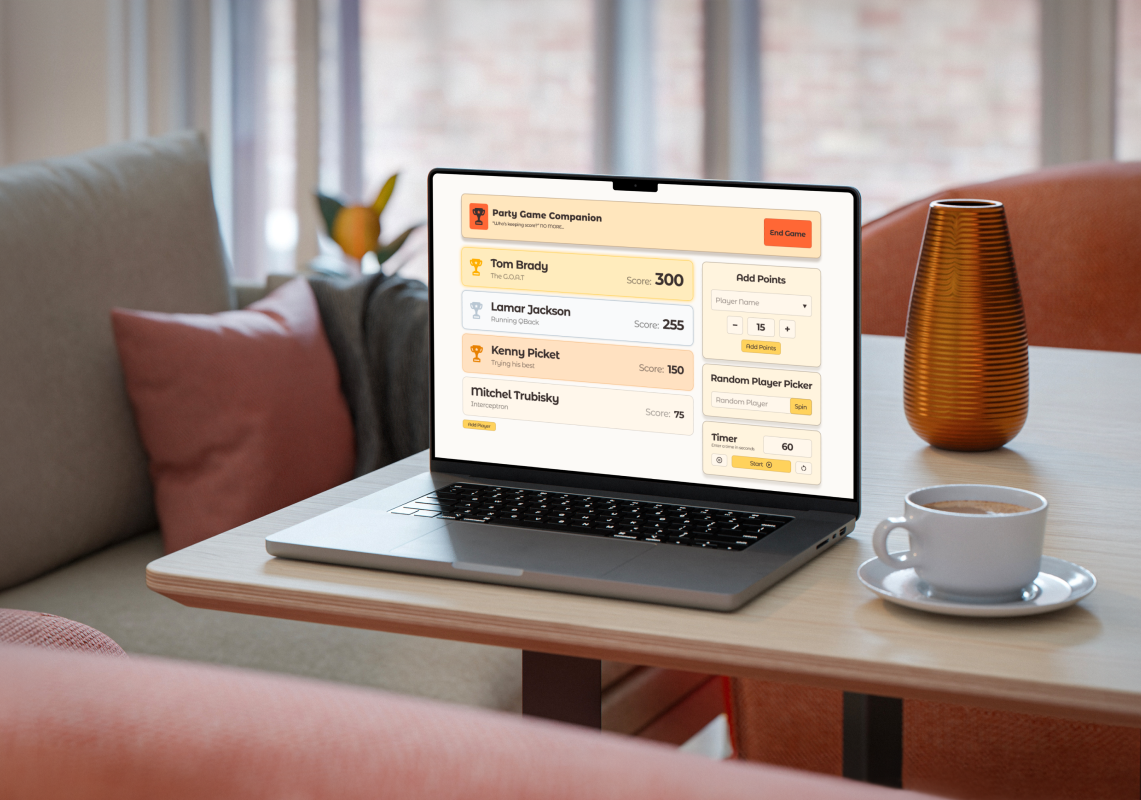 Party Game Companion
"Who's keeping score?" NO MORE...
End Game
Tom Brady
The G.O.A.T
Score: 300
Lamar Jackson
Running QBack
Score: 255
Kenny Picket
Trying his best
Score: 150
Mitchel Trubisky
Interceptron
Score: 75
Add Player
Add Points
Player Name
- 15 +
Add Points
Random Player Picker
Random Player
Spin
Timer
Enter a time in seconds
60
Start